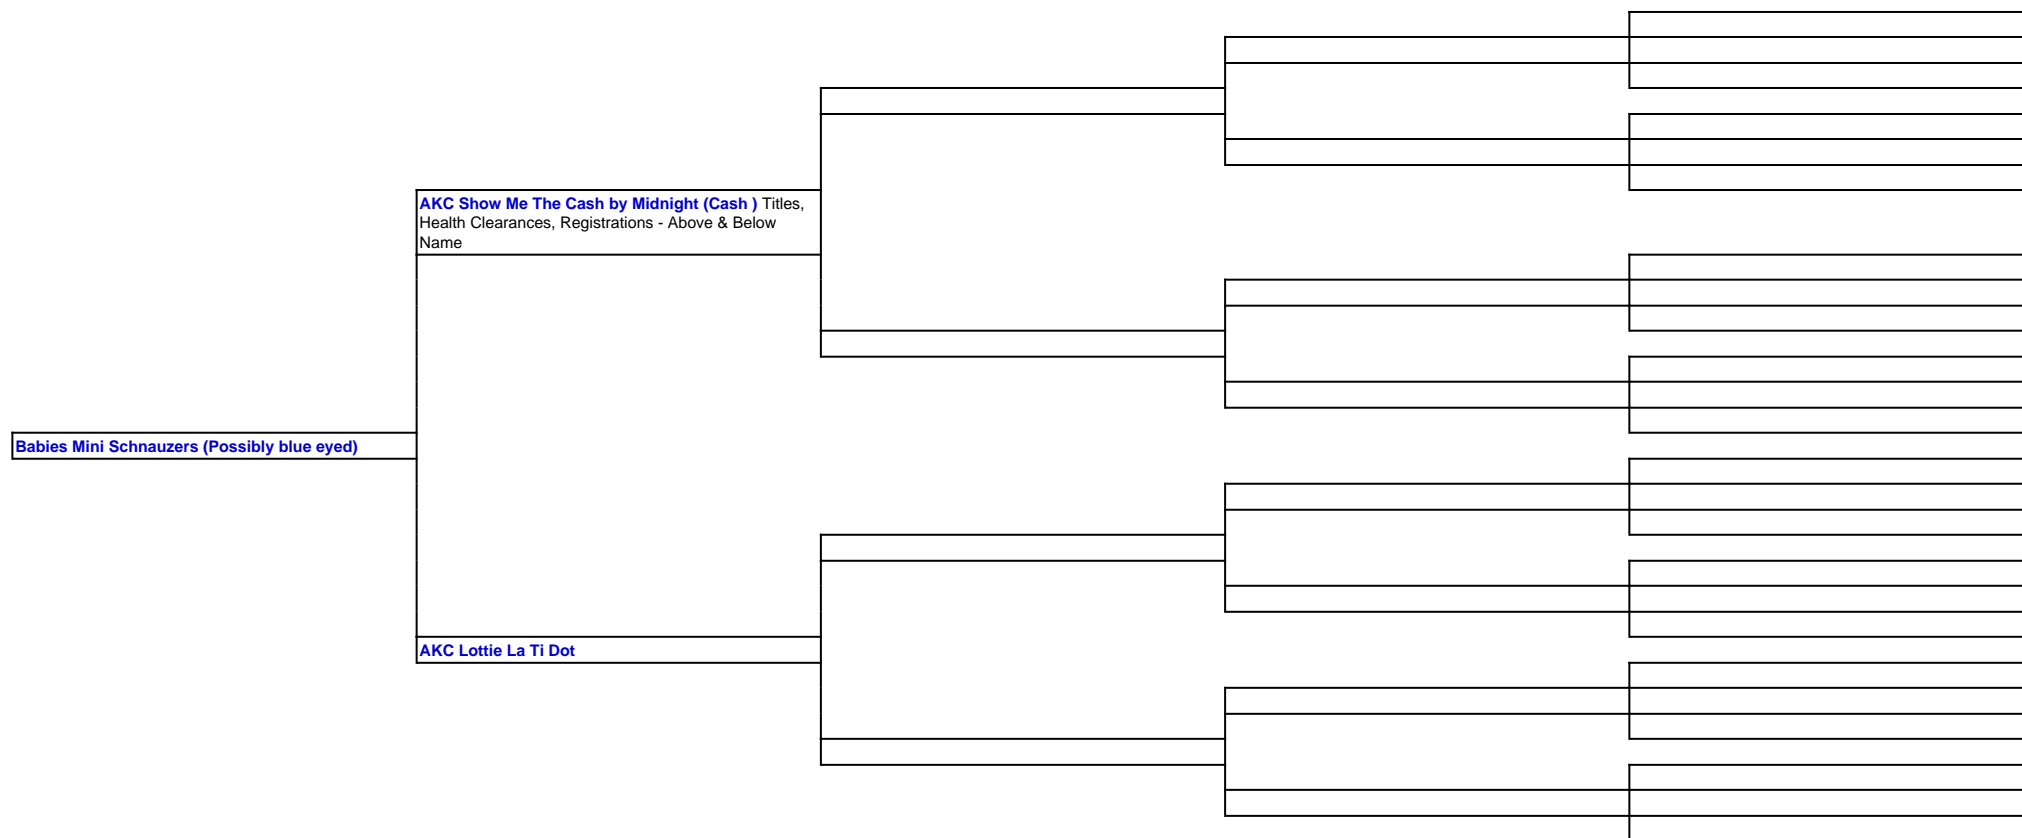 AKC Show Me The Cash by Midnight (Cash ) Titles,
Health Clearances, Registrations - Above & Below
Name
Babies Mini Schnauzers (Possibly blue eyed)
AKC Lottie La Ti Dot